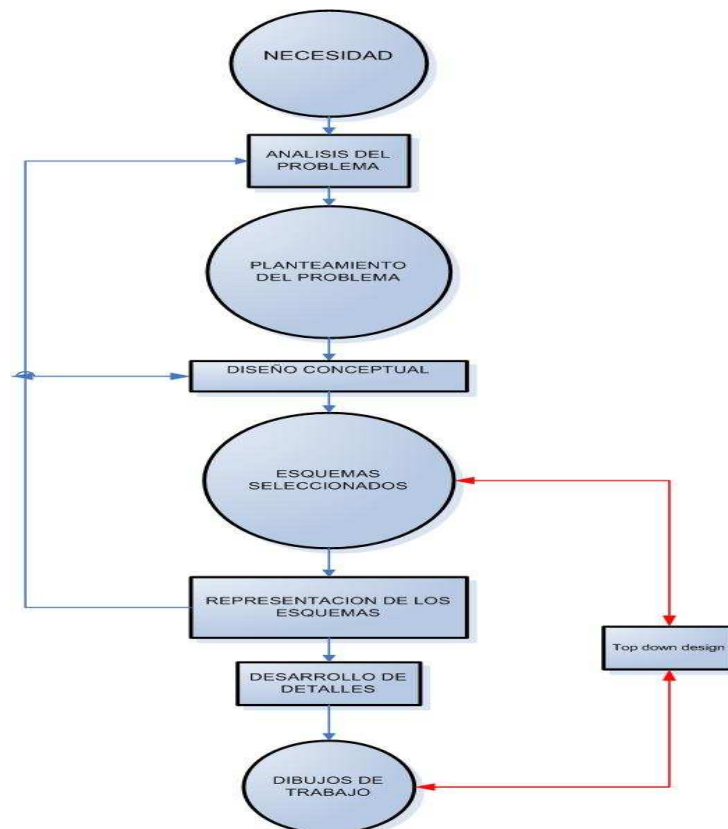 NECESIDAD
ANALISIS DEL
PROBLEMA
PLANTEAMIENTO
DEL PROBLEMA
DISEÑO CONCEPTUAL
ESQUEMAS
SELECCIONADOS
REPRESENTACION DE LOS
ESQUEMAS
Top down design
DESARROLLO DE
DETALLES
DIBUJOS DE
TRABAJO